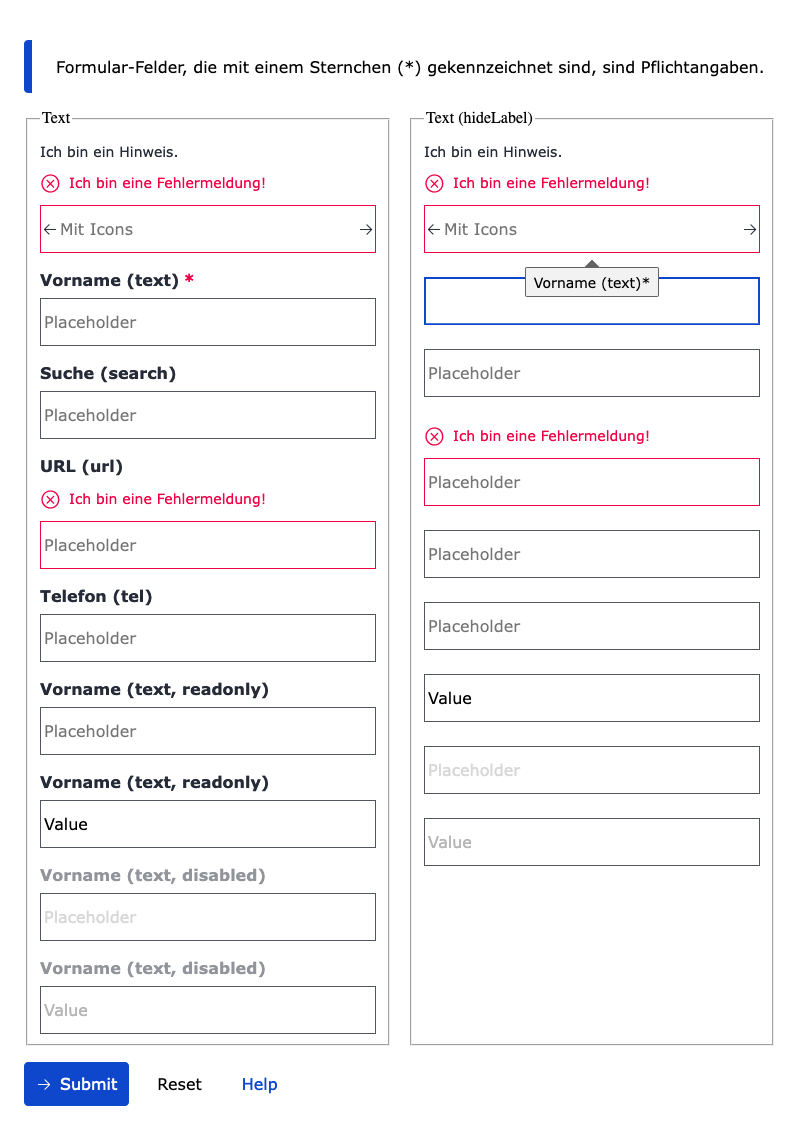 Formular-Felder, die mit einem Sternchen (*) gekennzeichnet sind, sind Pflichtangaben.
Text
Ich bin ein Hinweis.
Ich bin eine Fehlermeldung!
Mit Icons
Vorname (text) *
Placeholder
Suche (search)
Placeholder
URL (url)
Ich bin eine Fehlermeldung!
Placeholder
Telefon (tel)
Placeholder
Vorname (text, readonly)
Placeholder
Vorname (text, readonly)
Value
Vorname (text, disabled)
Placeholder
Vorname (text, disabled)
Value
Text (hideLabel)
Ich bin ein Hinweis.
Ich bin eine Fehlermeldung!
Mit Icons
Vorname (text)*
Placeholder
Ich bin eine Fehlermeldung!
Placeholder
Placeholder
Placeholder
Value
Placeholder
Value
Submit Reset Help